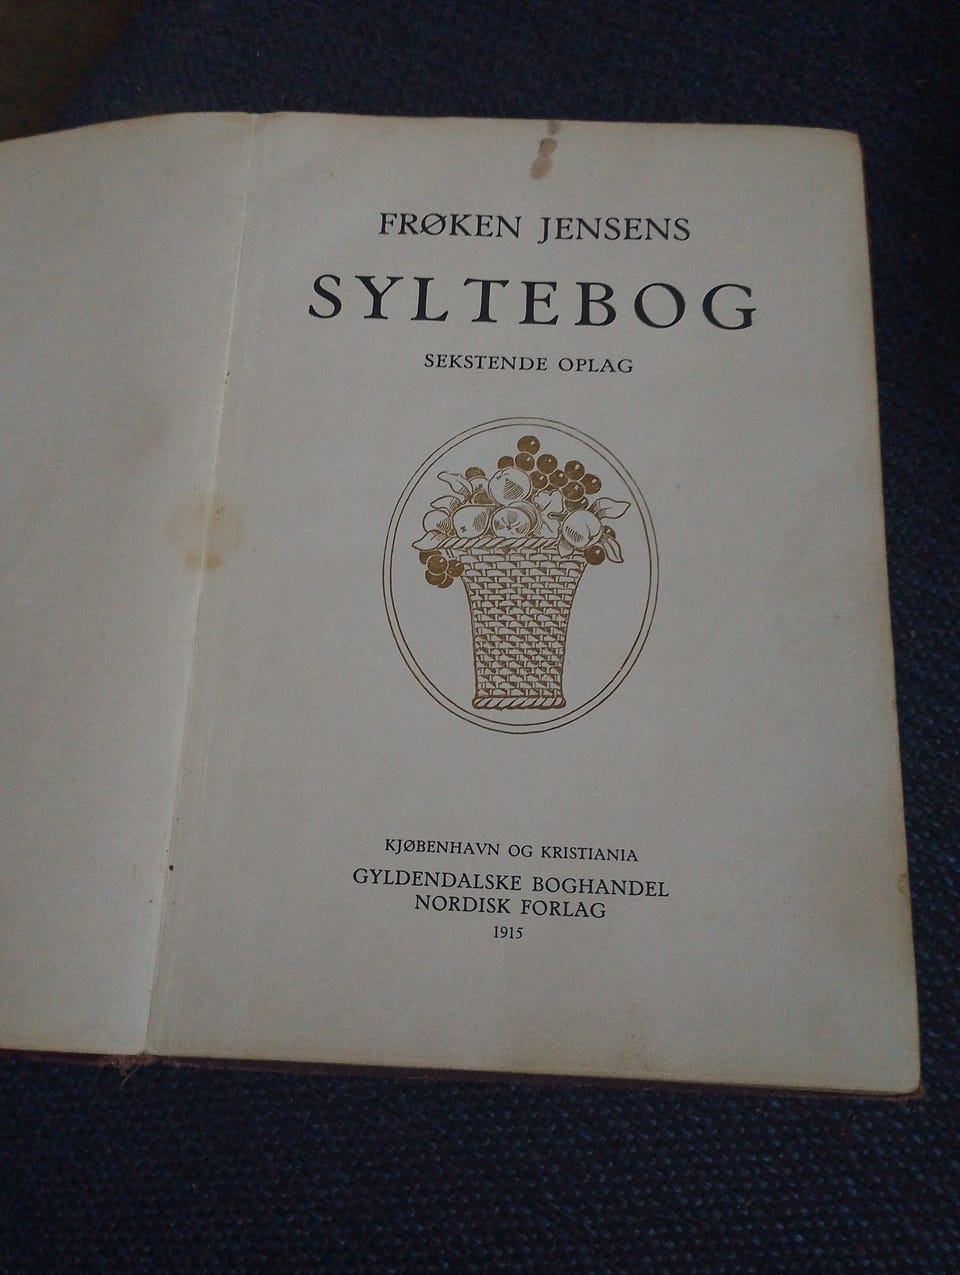 FRØKEN JENSENS
SYLTEBOG
SEKSTENDE OPLAG
KJØBENHAVN OG KRISTIANIA
GYLDENDALSKE BOGHANDEL
NORDISK FORLAG
1915